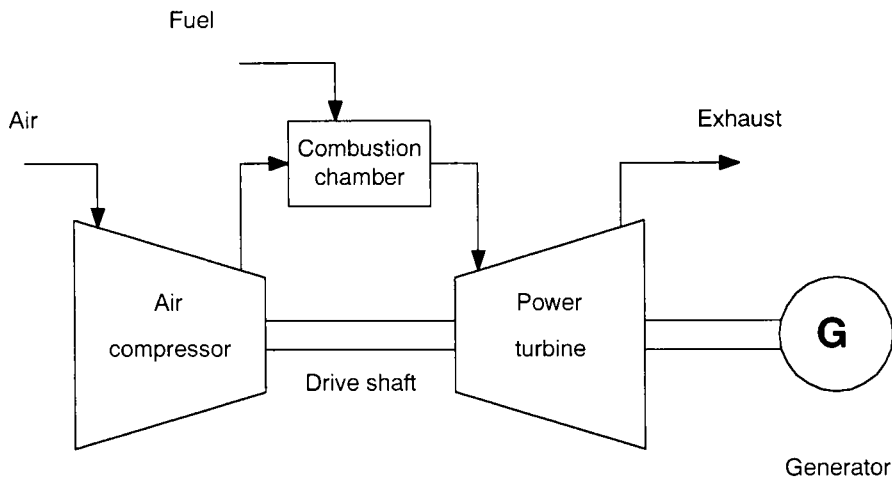 Fuel
Air
Exhaust
Combustion
chamber
Air
compressor
Power
turbine
G
Drive shaft
Generator